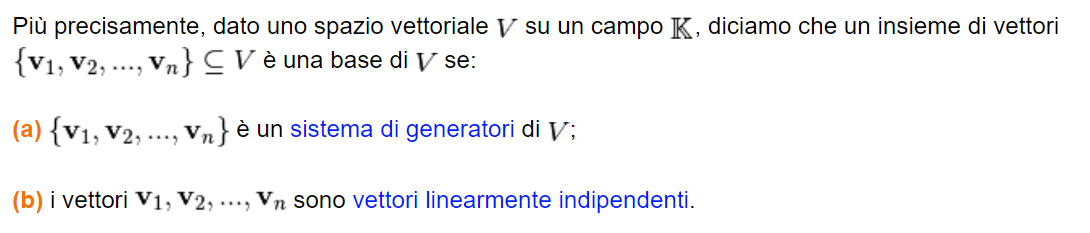 Più precisamente, dato uno spazio vettoriale V su un campo 𝕂, diciamo che un insieme di vettori
{v₁, v₂, ..., vₙ} ⊆ V è una base di V se:
(a) {v₁, v₂, ..., vₙ} è un sistema di generatori di V;
(b) i vettori v₁, v₂, ..., vₙ sono vettori linearmente indipendenti.